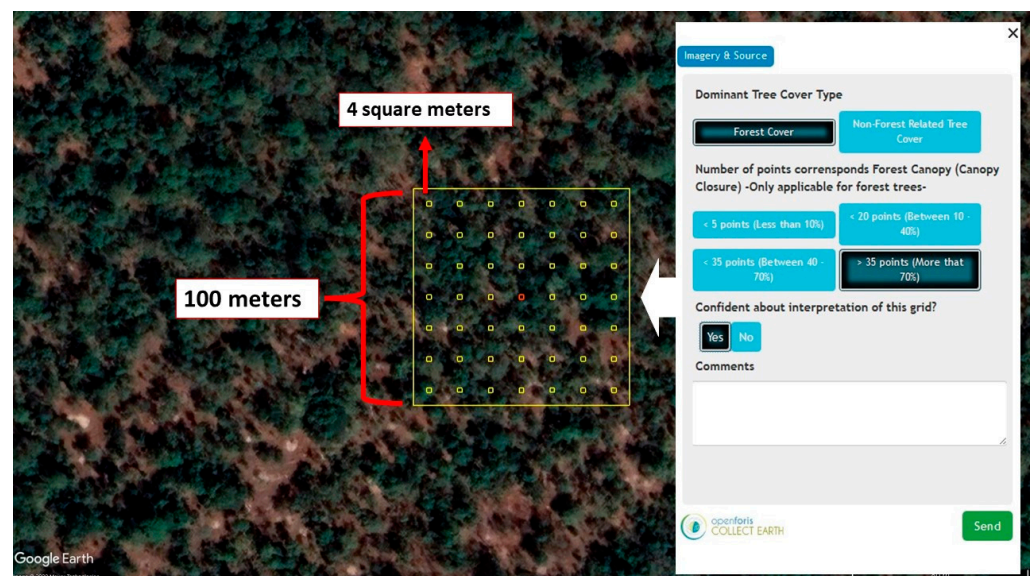 ×
Imagery & Source
Dominant Tree Cover Type
Forest Cover
Non-Forest Related Tree
Cover
Number of points corrensponds Forest Canopy (Canopy
Closure) -Only applicable for forest trees-
< 5 points (Less than 10%)
< 20 points (Between 10 -
40%)
< 35 points (Between 40 -
70%)
> 35 points (More that
70%)
Confident about interpretation of this grid?
Yes
No
Comments
openforis
COLLECT EARTH
Send
4 square meters
100 meters
Google Earth